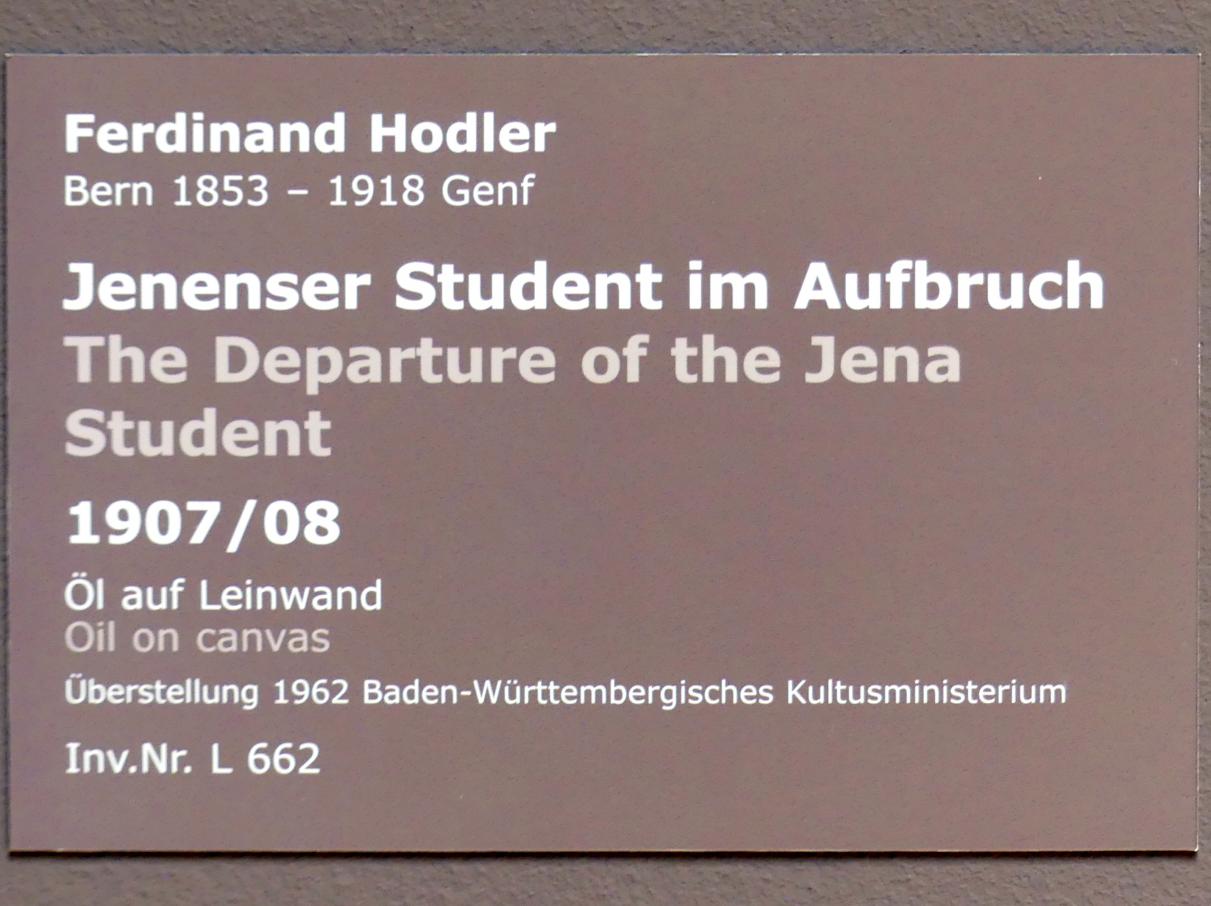 Ferdinand Hodler
Bern 1853 – 1918 Genf
Jenenser Student im Aufbruch
The Departure of the Jena
Student
1907/08
Öl auf Leinwand
Oil on canvas
Überstellung 1962 Baden-Württembergisches Kultusministerium
Inv.Nr. L 662